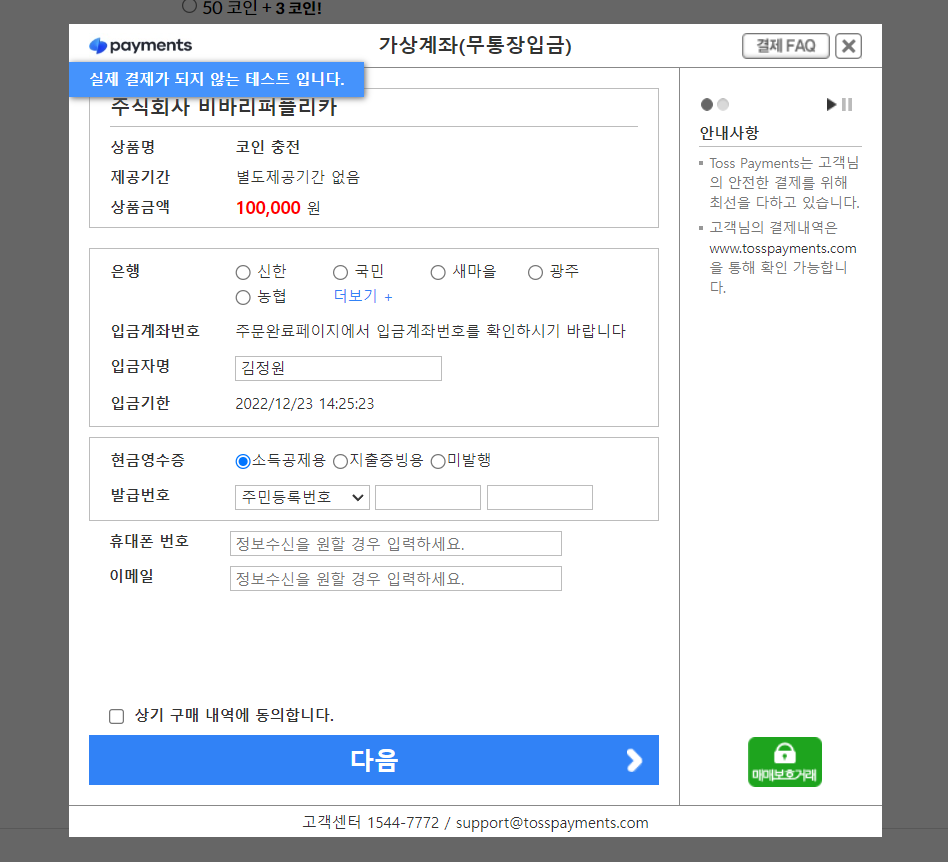 50 코인 + 3 코인!
payments
가상계좌(무통장입금)
결제 FAQ
실제 결제가 되지 않는 테스트 입니다.
주식회사 비바리퍼플리카
상품명 코인 충전
제공기간 별도제공기간 없음
상품금액 100,000 원
은행 신한 국민 새마을 광주
농협 더보기 +
입금계좌번호 주문완료페이지에서 입금계좌번호를 확인하시기 바랍니다
입금자명 김정원
입금기한 2022/12/23 14:25:23
현금영수증 소득공제용 지출증빙용 미발행
발급번호 주민등록번호
휴대폰 번호 정보수신을 원할 경우 입력하세요.
이메일 정보수신을 원할 경우 입력하세요.
상기 구매 내역에 동의합니다.
다음
안내사항
Toss Payments는 고객님
의 안전한 결제를 위해
최선을 다하고 있습니다.
고객님의 결제내역은
www.tosspayments.com
을 통해 확인 가능합니
다.
매매보호거래
고객센터 1544-7772 / support@tosspayments.com